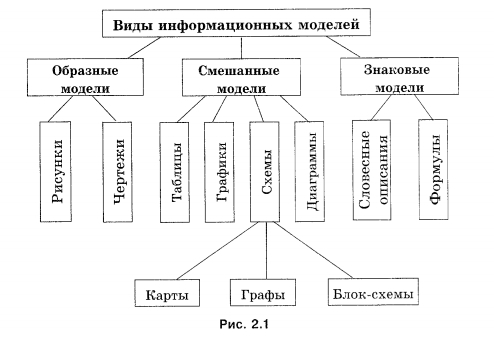 Виды информационных моделей
Образные
модели
Смешанные
модели
Знаковые
модели
Рисунки
Чертежи
Таблицы
Графики
Схемы
Диаграммы
Словесные
описания
Формулы
Карты
Графы
Блок-схемы
Рис. 2.1